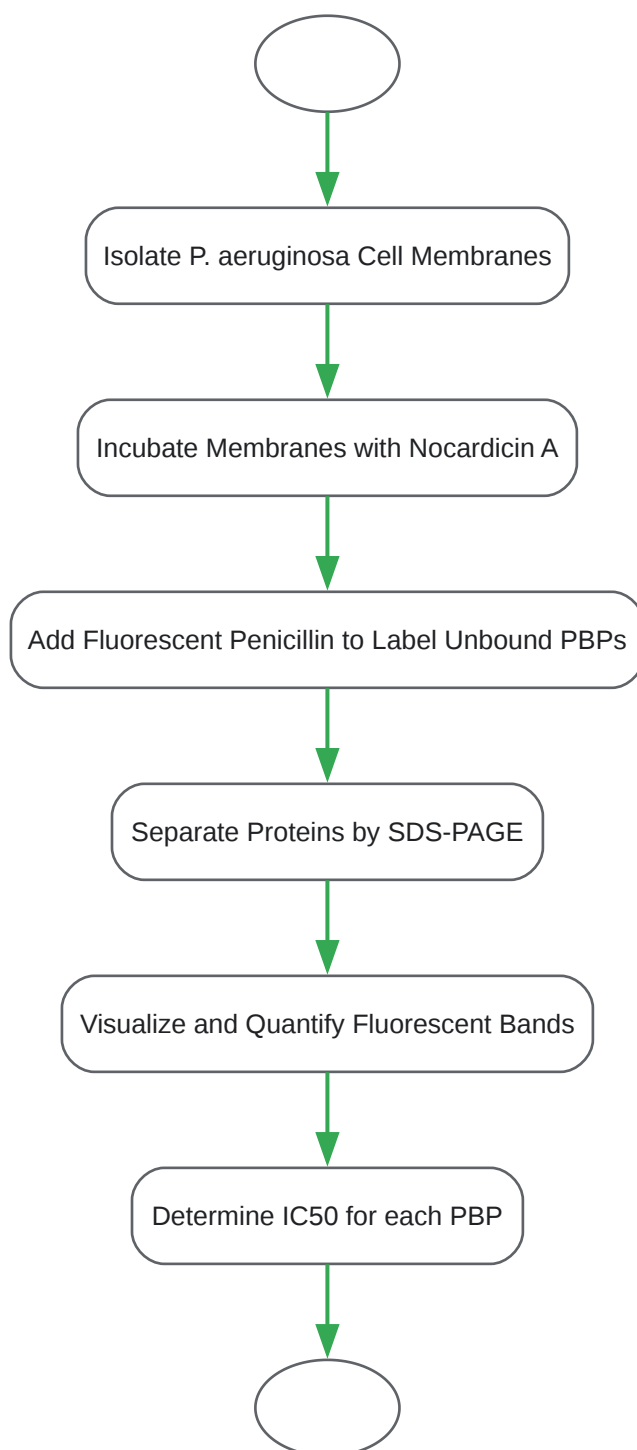 Isolate P. aeruginosa Cell Membranes
Incubate Membranes with Nocardicin A
Add Fluorescent Penicillin to Label Unbound PBPs
Separate Proteins by SDS-PAGE
Visualize and Quantify Fluorescent Bands
Determine IC50 for each PBP